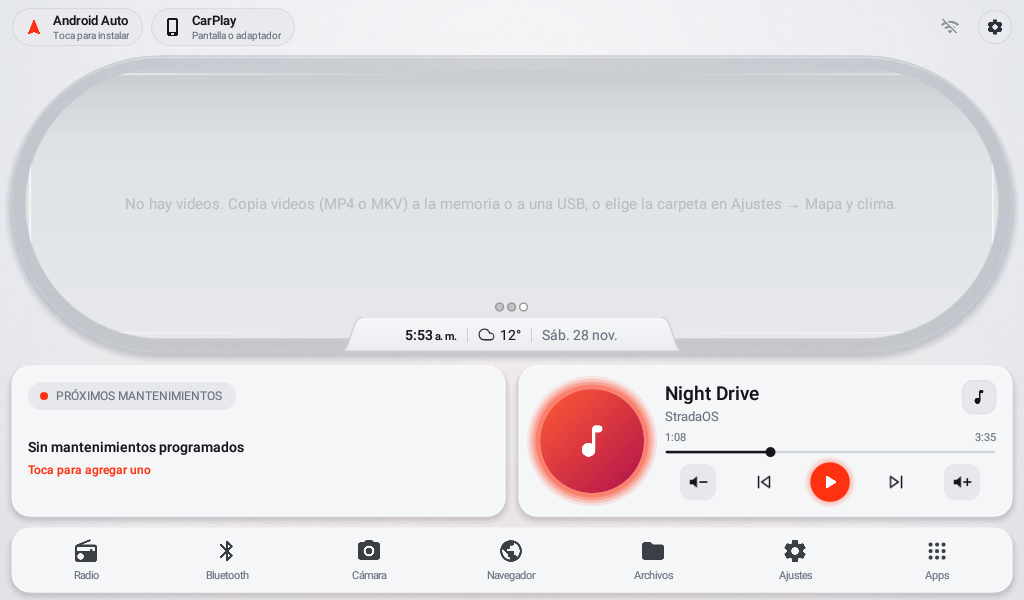 Android Auto
Toca para instalar
CarPlay
Pantalla o adaptador
No hay videos. Copia videos (MP4 o MKV) a la memoria o a una USB, o elige la carpeta en Ajustes → Mapa y clima.
5:53 a. m. 12° Sáb. 28 nov.
PRÓXIMOS MANTENIMIENTOS
Sin mantenimientos programados
Toca para agregar uno
Night Drive
StradaOS
1:08 3:35
Radio Bluetooth Cámara Navegador Archivos Ajustes Apps